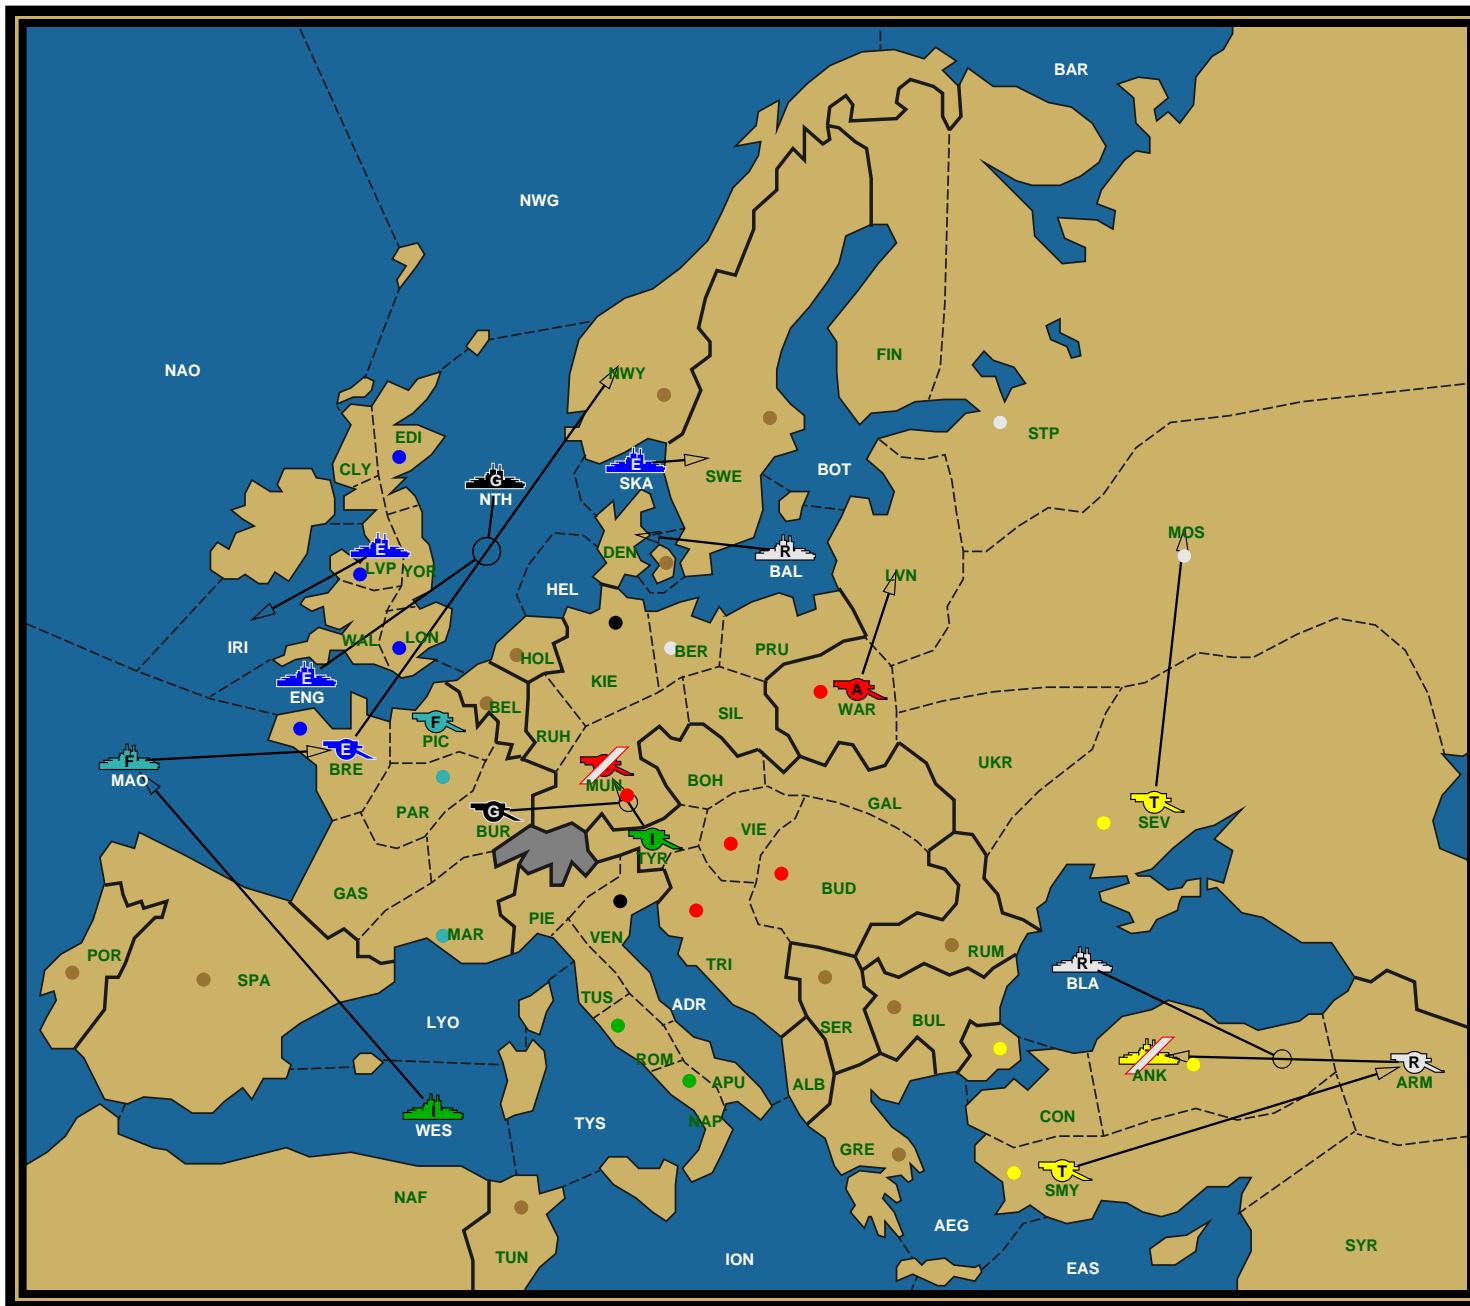 BAR
NWG
NAO
FIN
NWY
STP
EDI
CLY
E
SKA
SWE
BOT
G
NTH
MOS
E
LVP
YOR
DEN
R
BAL
LVN
HEL
IRI
WAL
LON
HOL
BER
PRU
E
ENG
KIE
A
WAR
BEL
SIL
F
PIC
RUH
E
BRE
F
MAO
MUN
BOH
UKR
GAL
T
SEV
PAR
G
BUR
VIE
I
TYR
BUD
GAS
PIE
VEN
MAR
POR
SPA
TRI
RUM
R
BLA
TUS
ADR
LYO
SER
BUL
ROM
APU
ALB
ANK
R
ARM
I
WES
TYS
NAP
CON
GRE
T
SMY
NAF
AEG
TUN
ION
EAS
SYR